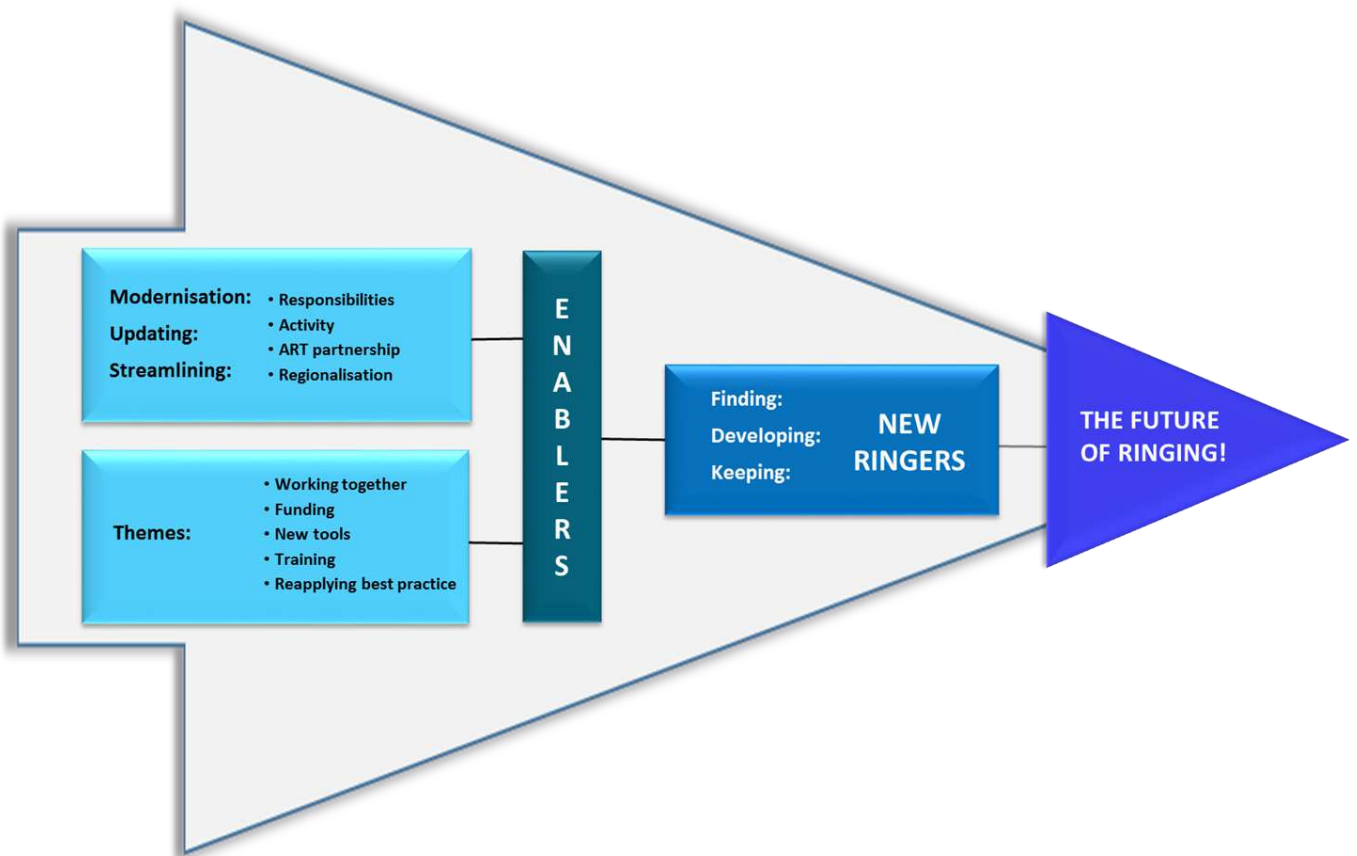 Modernisation:
Updating:
Streamlining:
• Responsibilities
• Activity
• ART partnership
• Regionalisation
Themes:
• Working together
• Funding
• New tools
• Training
• Reapplying best practice
ENABLERS
Finding:
Developing:
Keeping:
NEW
RINGERS
THE FUTURE
OF RINGING!